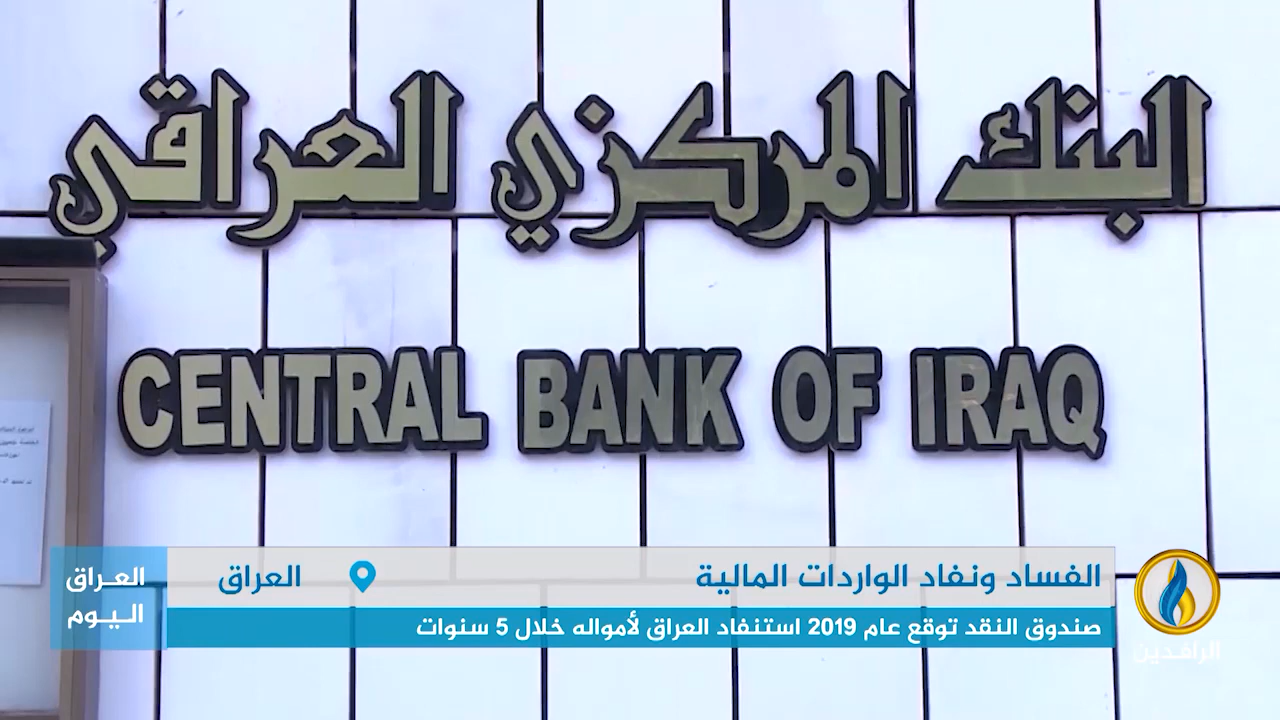 البنك المركزي العراقي
CENTRAL BANK OF IRAQ
الفساد ونفاد الواردات المالية
العراق
صندوق النقد توقع عام 2019 استنفاد العراق لأمواله خلال 5 سنوات
العراق
اليوم
الرافدين